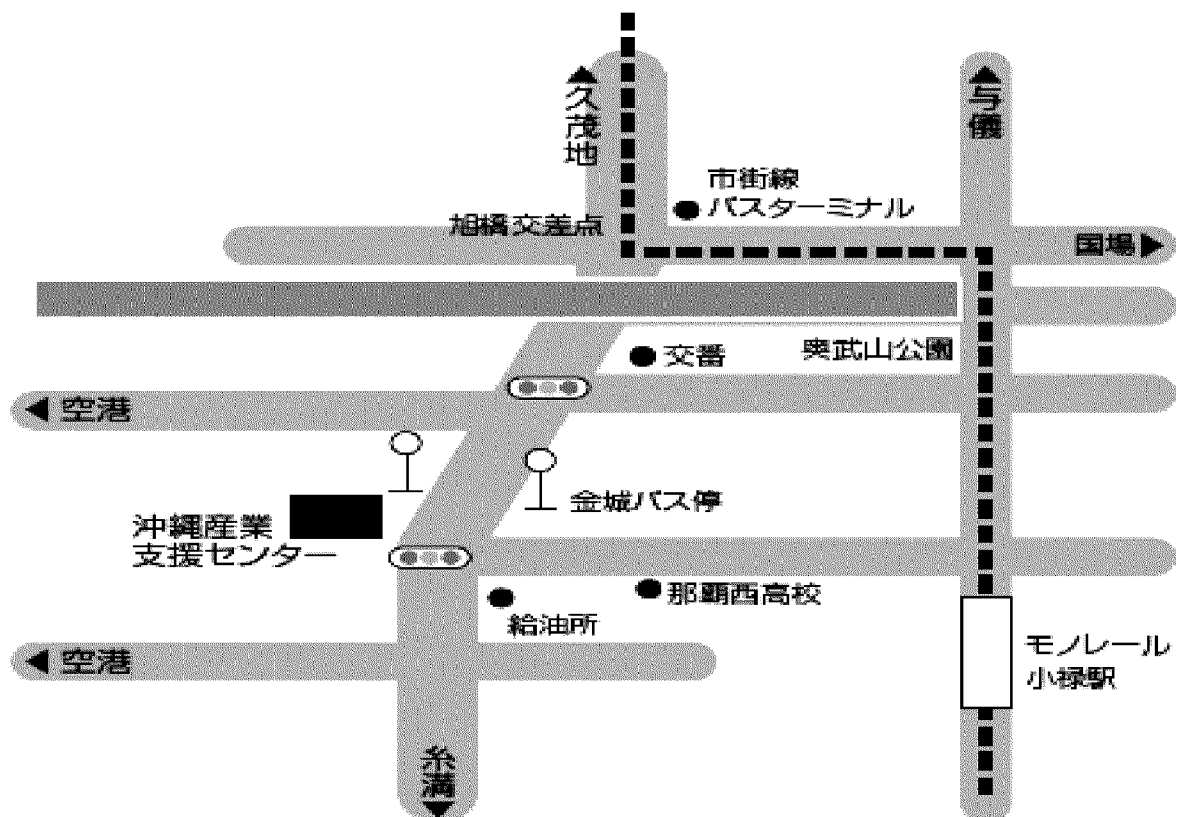 ▲久茂地
▲与儀
市街線
バスターミナル
旭橋交差点
国場▶
交番
奥武山公園
◀空港
金城バス停
沖縄産業
支援センター
那覇西高校
給油所
◀空港
モノレール
小禄駅
糸満▼